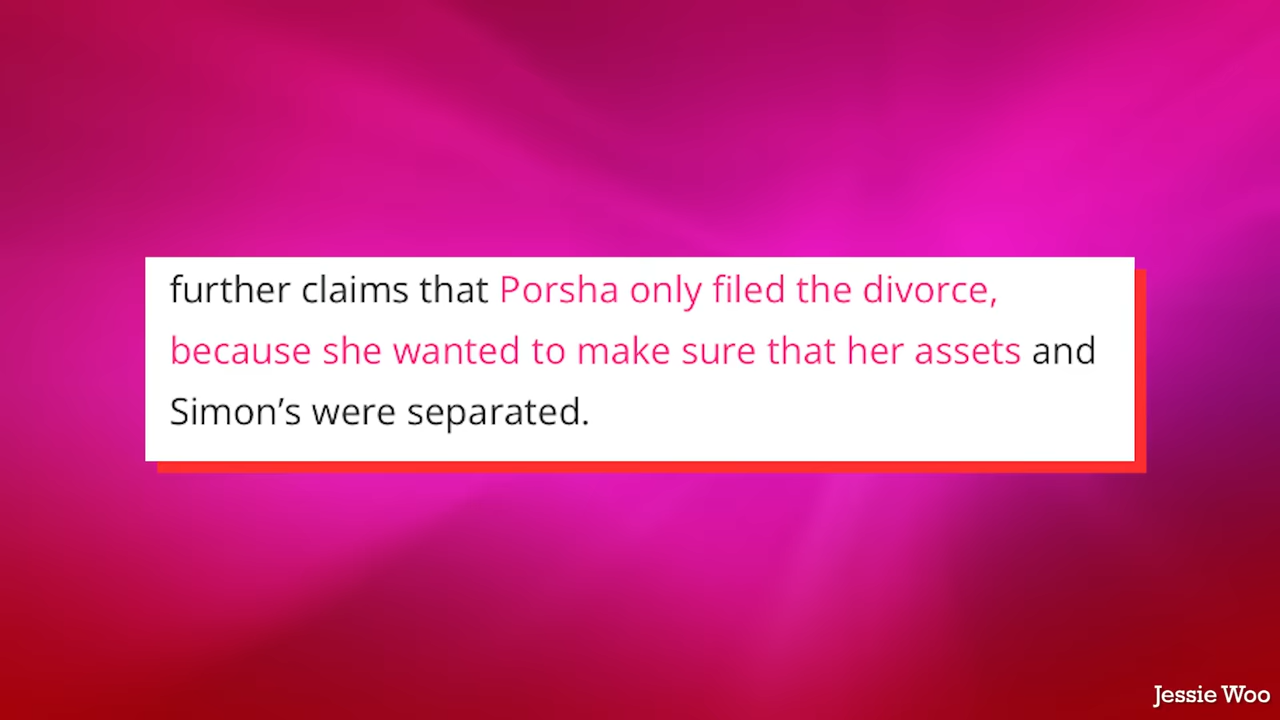 further claims that Porsha only filed the divorce,
because she wanted to make sure that her assets and
Simon’s were separated.
Jessie Woo